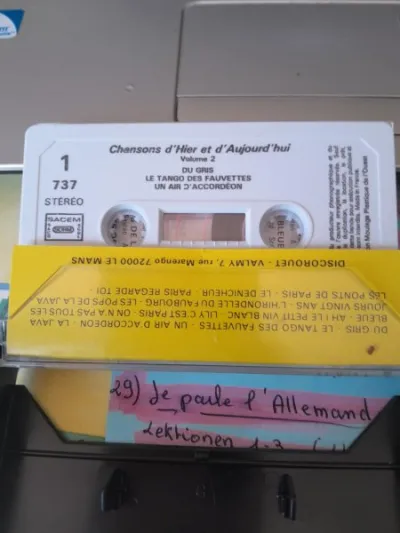 Chansons d'Hier et d'Aujourd'hui
Volume 2
1
737
STÉRÉO
DU GRIS
LE TANGO DES FAUVETTES
UN AIR D'ACCORDÉON
SACEM
DISCOROUET - VALMY 7, rue Marengo 72000 LE MANS
DU GRIS - LE TANGO DES FAUVETTES - UN AIR D'ACCORDEON - LA JAVA
BLEUE - AH ! LE PETIT VIN BLANC - LILY C'EST PARIS - ON N'A PAS TOUS LES
JOURS VINGT ANS - L'HIRONDELLE DU FAUBOURG - LES POPS DE LA JAVA
LES PONTS DE PARIS - LE DENICHEUR - PARIS REGARDE TOI -
29) Je parle l'Allemand
Lektionen 1-3